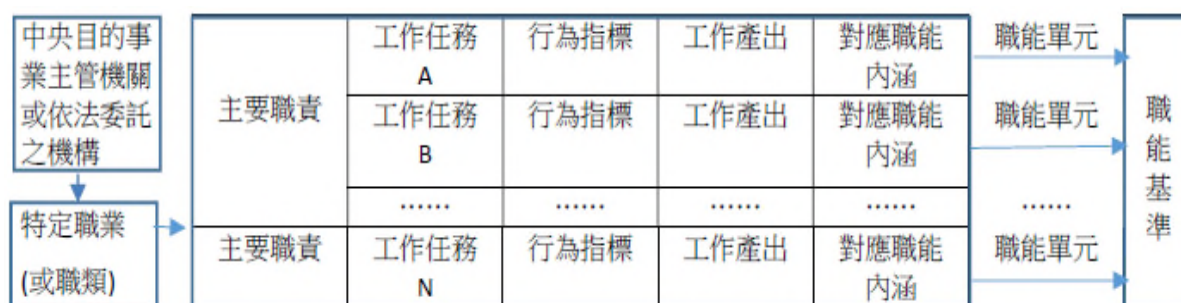 中央目的事
業主管機關
或依法委託
之機構
特定職業
(或職類)
主要職責
工作任務
A
行為指標
工作產出
對應職能
內涵
職能單元
工作任務
B
行為指標
工作產出
對應職能
內涵
職能單元
……
……
……
……
……
主要職責
工作任務
N
行為指標
工作產出
對應職能
內涵
職能單元
職
能
基
準